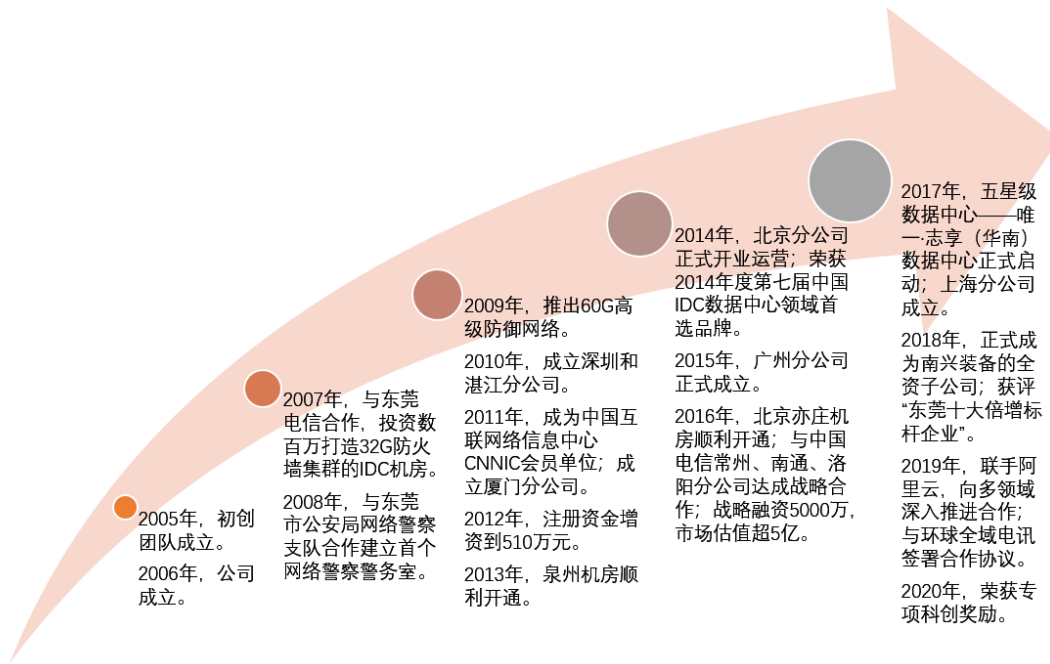 2005年，初创
团队成立。
2006年，公司
成立。
2007年，与东莞
电信合作，投资数
百万打造32G防火
墙集群的IDC机房。
2008年，与东莞
市公安局网络警察
支队合作建立首个
网络警察警务室。
2009年，推出60G高
级防御网络。
2010年，成立深圳和
湛江分公司。
2011年，成为中国互
联网络信息中心
CNNIC会员单位；成
立厦门分公司。
2012年，注册资金增
资到510万元。
2013年，泉州机房顺
利开通。
2014年，北京分公司
正式开业运营；荣获
2014年度第七届中国
IDC数据中心领域首
选品牌。
2015年，广州分公司
正式成立。
2016年，北京亦庄机
房顺利开通；与中国
电信常州、南通、洛
阳分公司达成战略合
作；战略融资5000万，
市场估值超5亿。
2017年，五星级
数据中心——唯
一·志享（华南）
数据中心正式启
动；上海分公司
成立。
2018年，正式成
为南兴装备的全
资子公司；获评
“东莞十大倍增标
杆企业”。
2019年，联手阿
里云，向多领域
深入推进合作；
与环球全域电讯
签署合作协议。
2020年，荣获专
项科创奖励。